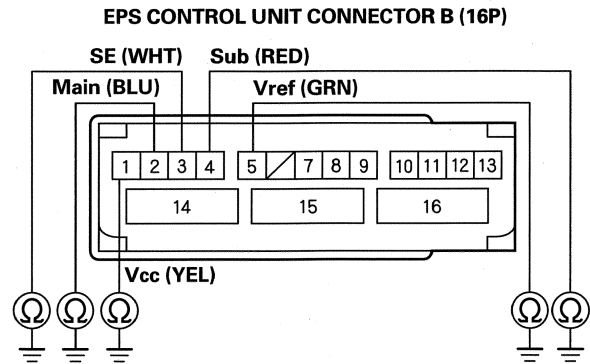 EPS CONTROL UNIT CONNECTOR B (16P)
SE (WHT) Sub (RED)
Main (BLU) Vref (GRN)
1 2 3 4 5 7 8 9 10 11 12 13
14 15 16
Vcc (YEL)
Ω Ω Ω Ω Ω